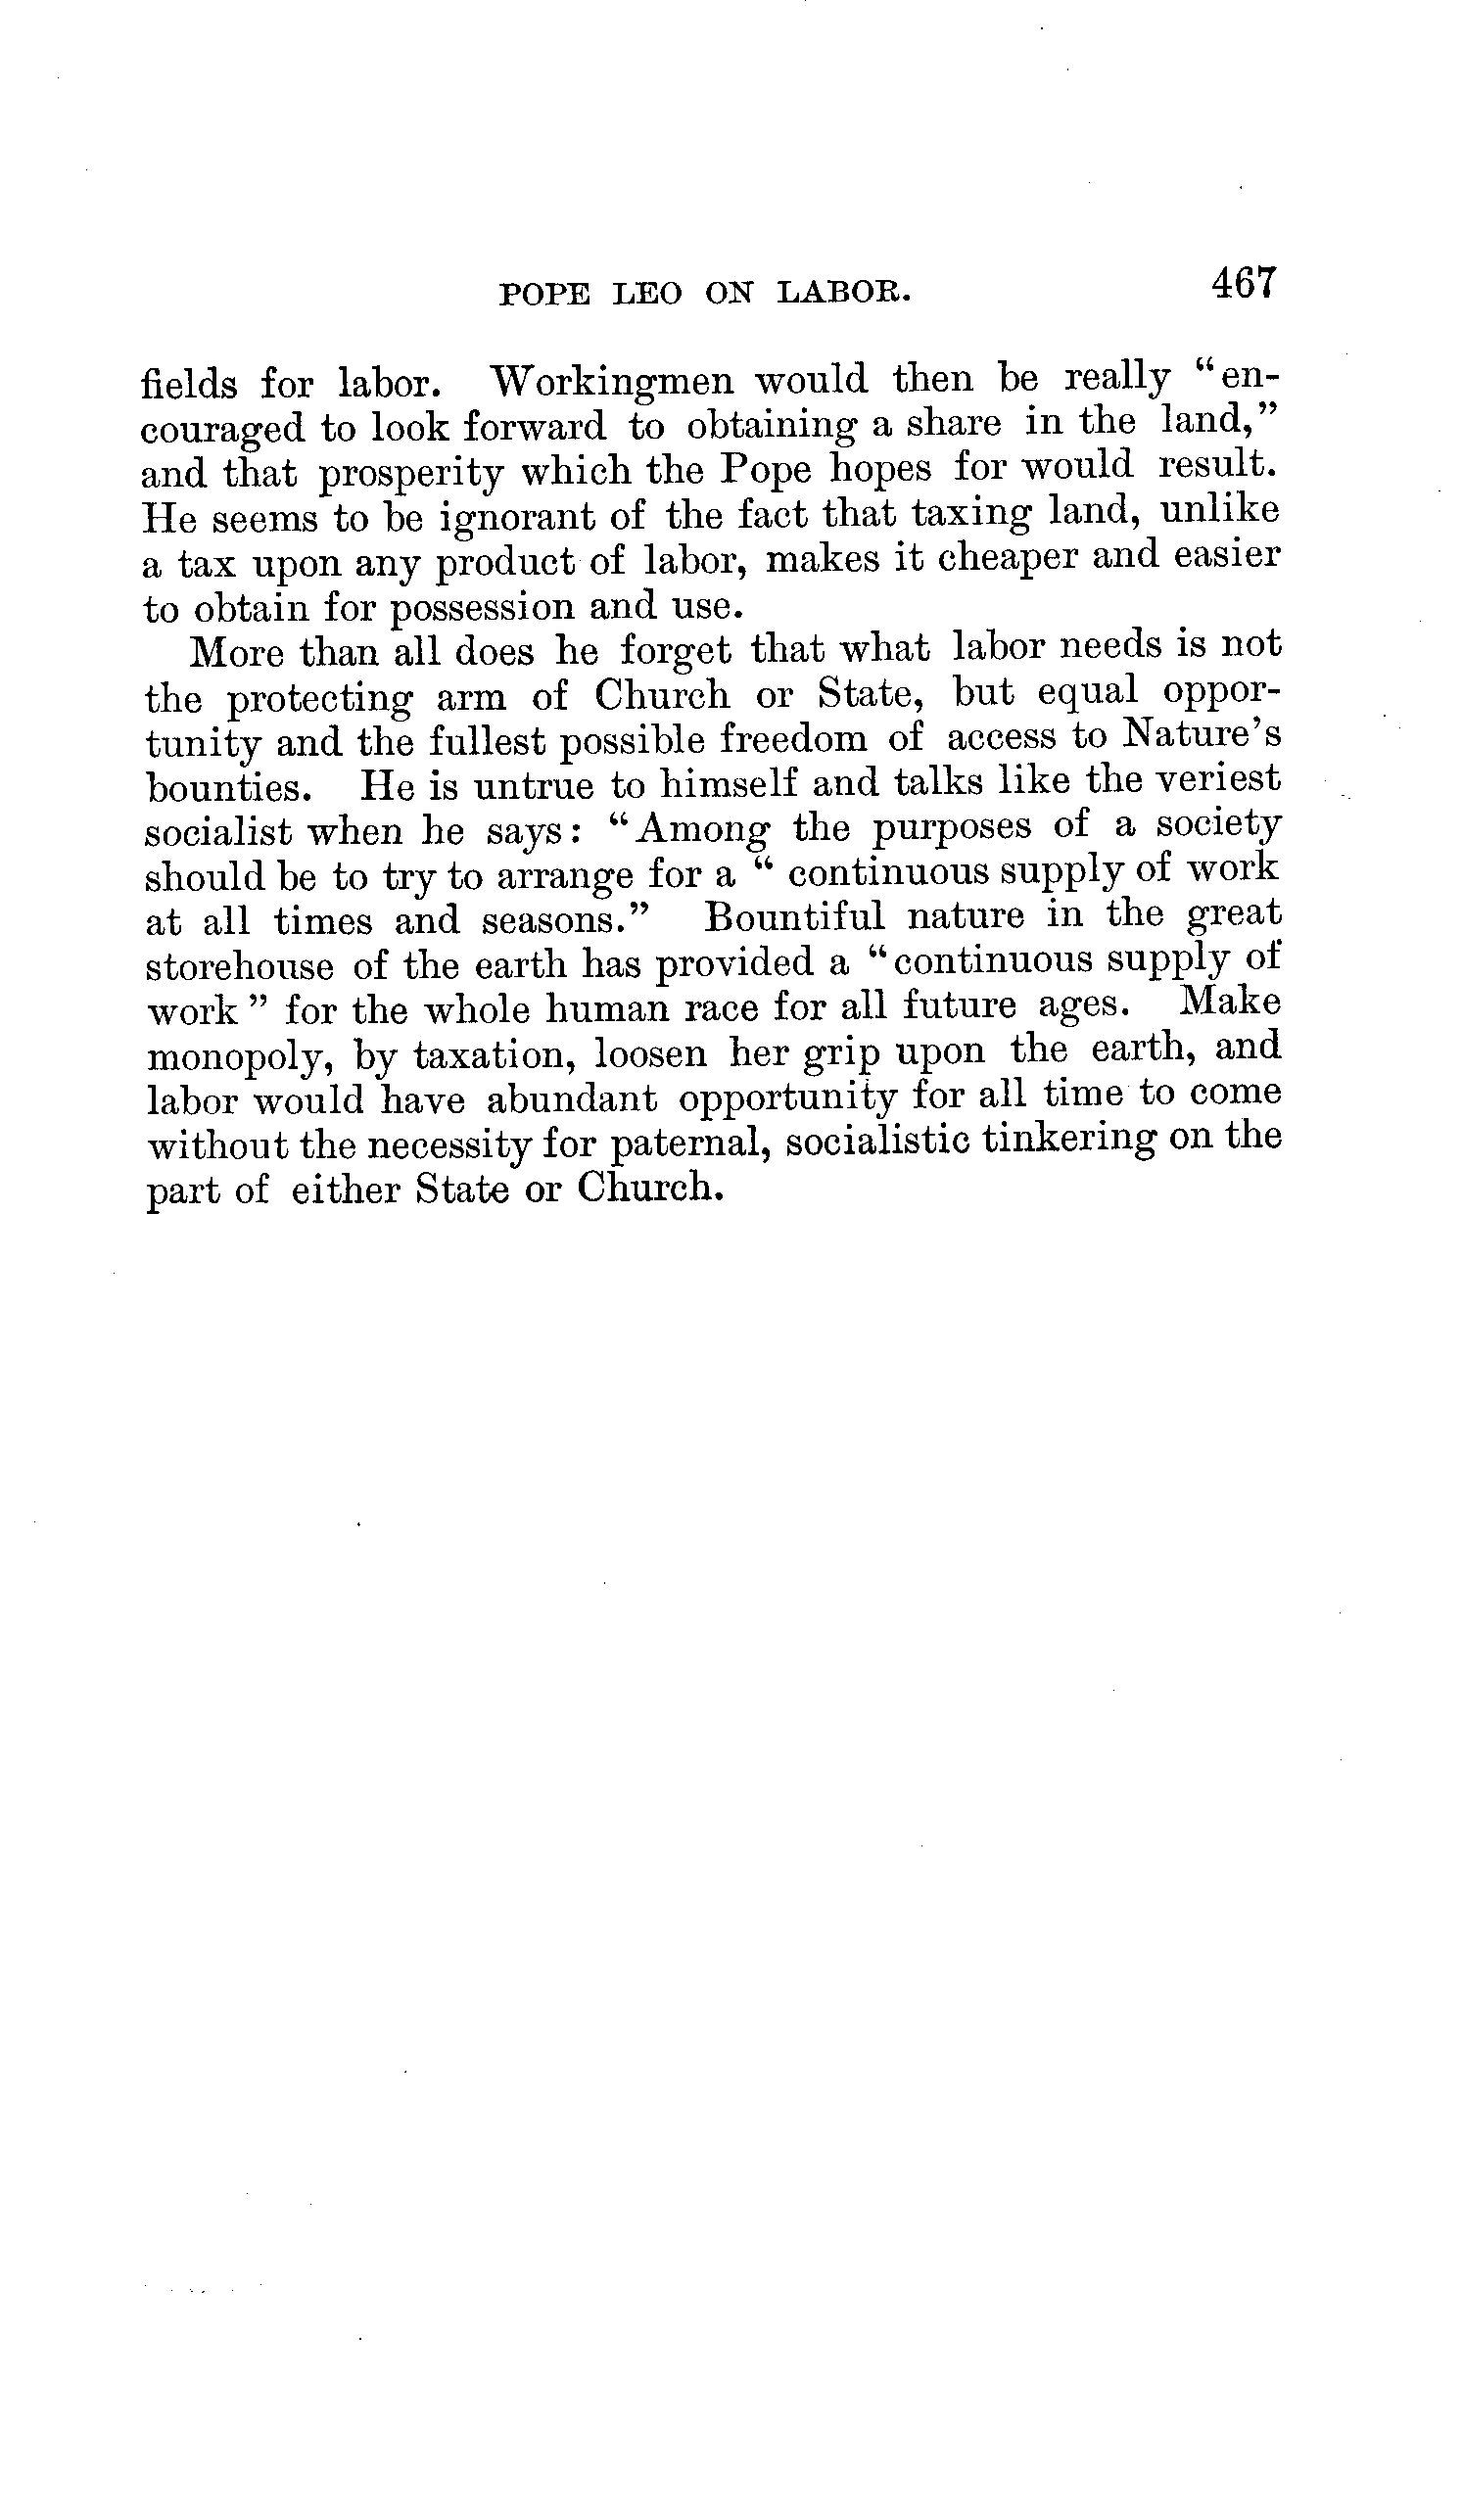 POPE LEO ON LABOR. 467
fields for labor. Workingmen would then be really "en-
couraged to look forward to obtaining a share in the land,"
and that prosperity which the Pope hopes for would result.
He seems to be ignorant of the fact that taxing land, unlike
a tax upon any product of labor, makes it cheaper and easier
to obtain for possession and use.
More than all does he forget that what labor needs is not
the protecting arm of Church or State, but equal oppor-
tunity and the fullest possible freedom of access to Nature's
bounties. He is untrue to himself and talks like the veriest
socialist when he says: "Among the purposes of a society
should be to try to arrange for a " continuous supply of work
at all times and seasons." Bountiful nature in the great
storehouse of the earth has provided a "continuous supply of
work" for the whole human race for all future ages. Make
monopoly, by taxation, loosen her grip upon the earth, and
labor would have abundant opportunity for all time to come
without the necessity for paternal, socialistic tinkering on the
part of either State or Church.